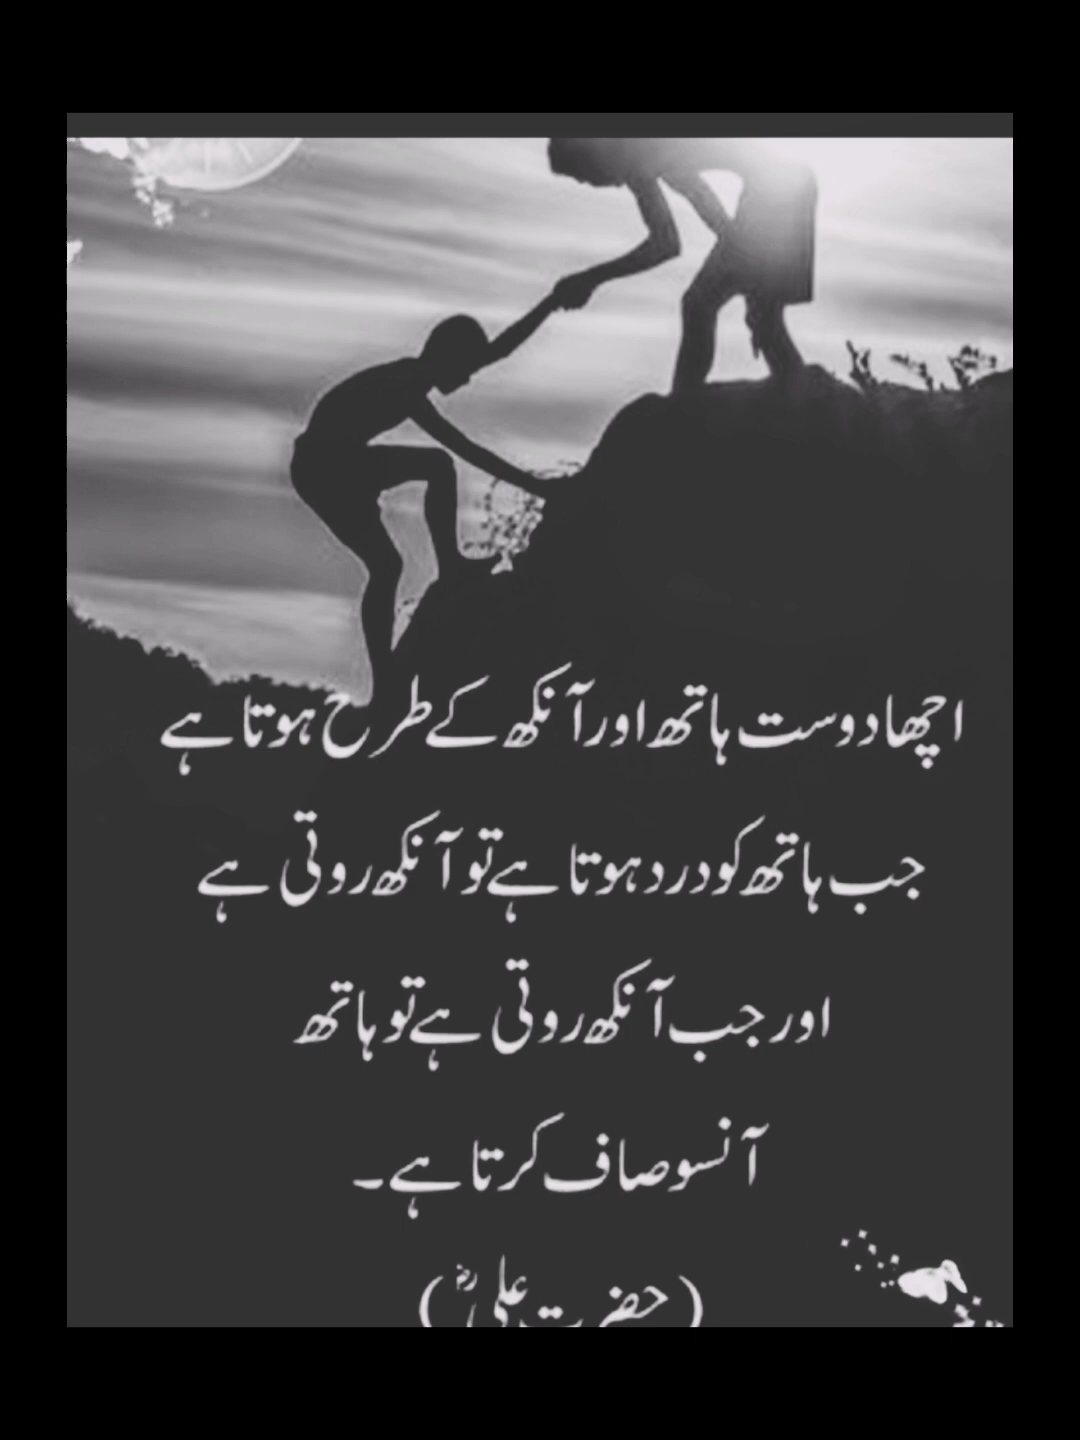 اچھا دوست ہاتھ اور آنکھ کے طرح ہوتا ہے
جب ہاتھ کو درد ہوتا ہے تو آنکھ روتی ہے
اور جب آنکھ روتی ہے تو ہاتھ
آنسو صاف کرتا ہے۔
(حضرت علیؓ)